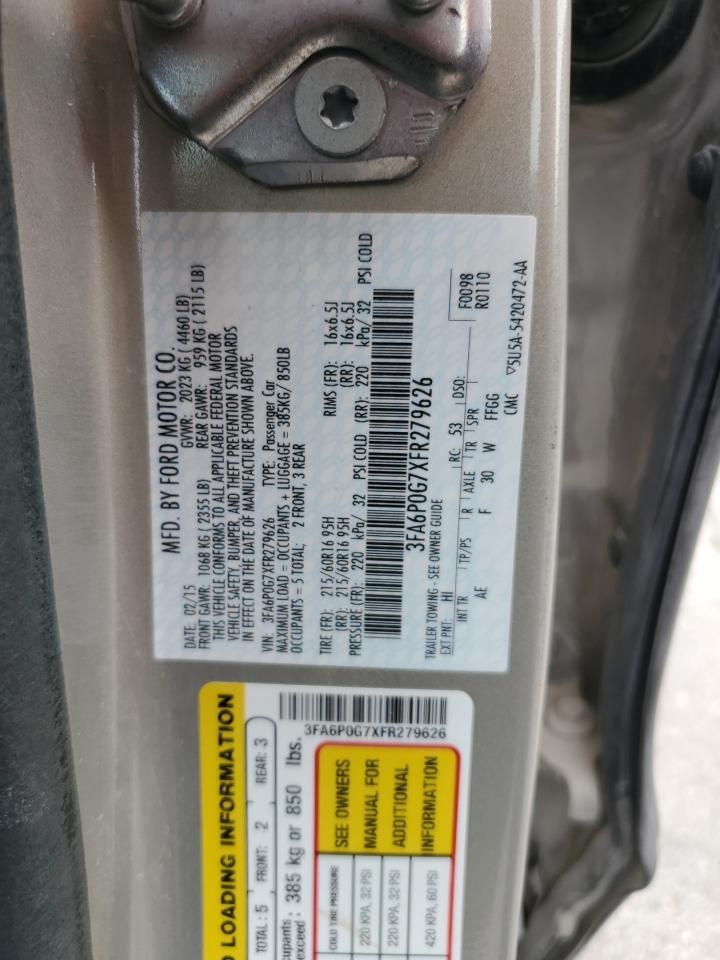 MFD. BY FORD MOTOR CO.
DATE: 02/15 GVWR: 2023 KG ( 4460 LB)
FRONT GAWR: 1068 KG ( 2355 LB) REAR GAWR: 959 KG ( 2115 LB)
THIS VEHICLE CONFORMS TO ALL APPLICABLE FEDERAL MOTOR
VEHICLE SAFETY, BUMPER, AND THEFT PREVENTION STANDARDS
IN EFFECT ON THE DATE OF MANUFACTURE SHOWN ABOVE.
VIN: 3FA6P0G7XFR279626 TYPE: Passenger Car
MAXIMUM LOAD = OCCUPANTS + LUGGAGE = 385KG/ 850LB
OCCUPANTS = 5 TOTAL; 2 FRONT, 3 REAR
TIRE (FR): 215/60R16 95H RIMS (FR): 16x6.5J
(RR): 215/60R16 95H (RR): 16x6.5J
PRESSURE (FR): 220 kPa/ 32 PSI COLD (RR): 220 kPa/ 32 PSI COLD
3FA6P0G7XFR279626
TRAILER TOWING - SEE OWNER GUIDE
EXT PNT: HI RC: 53 DSO: F0098
R0110
INT TR TP/PS R AXLE TR SPR
AE F 30 W FFGG
CMC ▽5U5A-5420472-AA
D LOADING INFORMATION
TOTAL: 5 FRONT: 2 REAR: 3
cupants
exceed: 385 kg or 850 lbs.
3FA6P0G7XFR279626
COLD TIRE PRESSURE
220 KPA, 32 PSI
220 KPA, 32 PSI
420 KPA, 60 PSI
SEE OWNERS
MANUAL FOR
ADDITIONAL
INFORMATION